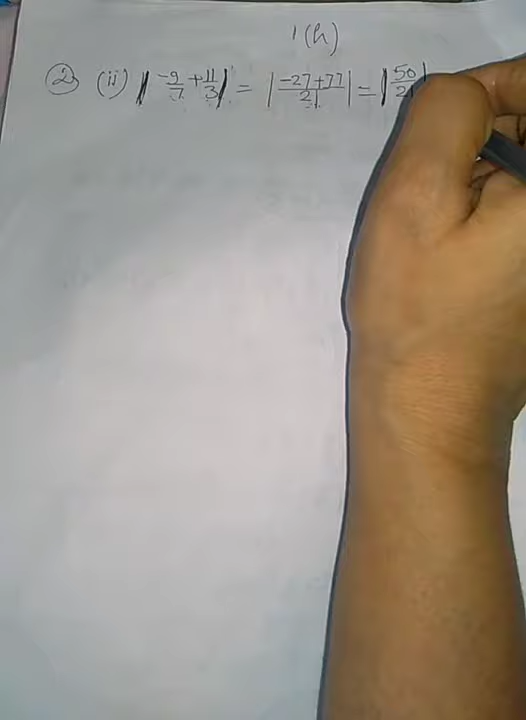 1(h)
② (ii) |-9/7 + 11/3| = |-27+77/21| = |50/21|